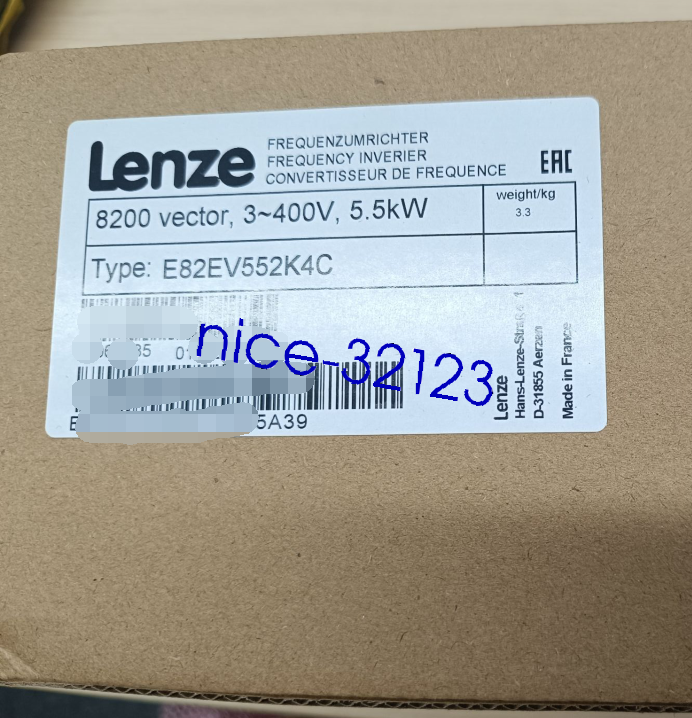 Lenze
FREQUENZUMRICHTER
FREQUENCY INVERIER
CONVERTISSEUR DE FREQUENCE
EAC
8200 vector, 3~400V, 5.5kW
weight/kg
3.3
Type: E82EV552K4C
nice-32123
5A39
Lenze
Hans-Lenze-Straße 1
D-31855 Aerzen
Made in France